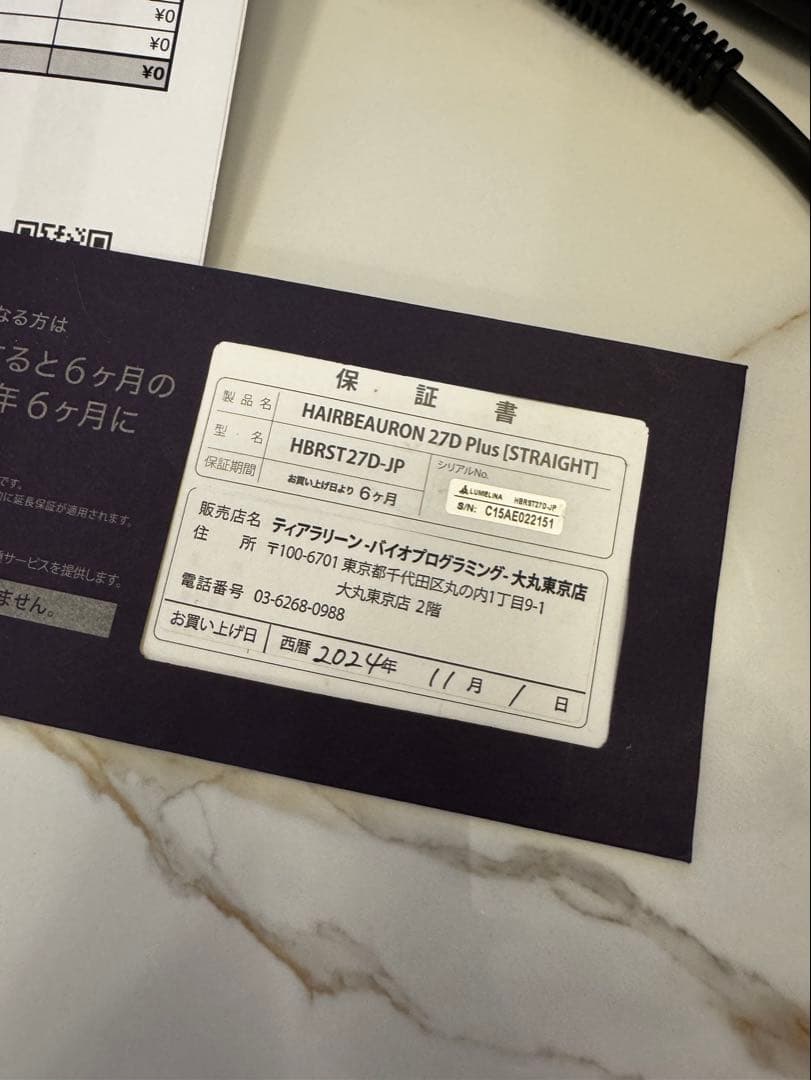 ¥0
¥0
¥0
なる方は
すると6ヶ月の
年6ヶ月に
です。
に延長保証が適用されます。
サービスを提供します。
ません。
保証書
製品名 HAIRBEAURON 27D Plus [STRAIGHT]
型名 HBRST27D-JP シリアルNo.
LUMIELINA HBRST27D-JP
S/N: C15AE022151
保証期間 お買い上げ日より 6ヶ月
販売店名 ティアラリーン -バイオプログラミング- 大丸東京店
住所 〒100-6701 東京都千代田区丸の内1丁目9-1
大丸東京店 2階
電話番号 03-6268-0988
お買い上げ日 西暦 2024年 11月 1日